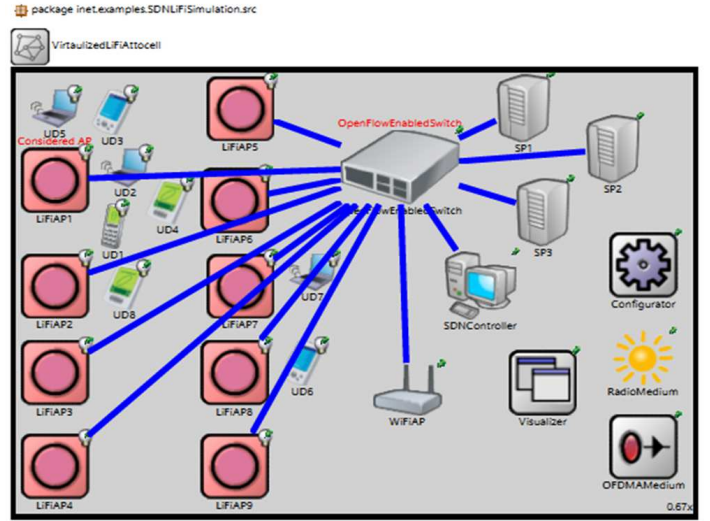 package inet.examples.SDNLiFiSimulation.src
VirtaulizedLiFiAttocell
UD5
UD3
Considered AP
LiFiAP5
OpenFlowEnabledSwitch
SP1
SP2
UD2
LiFiAP1
UD4
LiFiAP6
OpenFlowEnabledSwitch
UD1
SP3
LiFiAP2
UD8
LiFiAP7
UD7
SDNController
Configurator
LiFiAP3
LiFiAP8
UD6
WiFiAP
Visualizer
RadioMedium
LiFiAP4
LiFiAP9
OFDMAMedium
0.67x